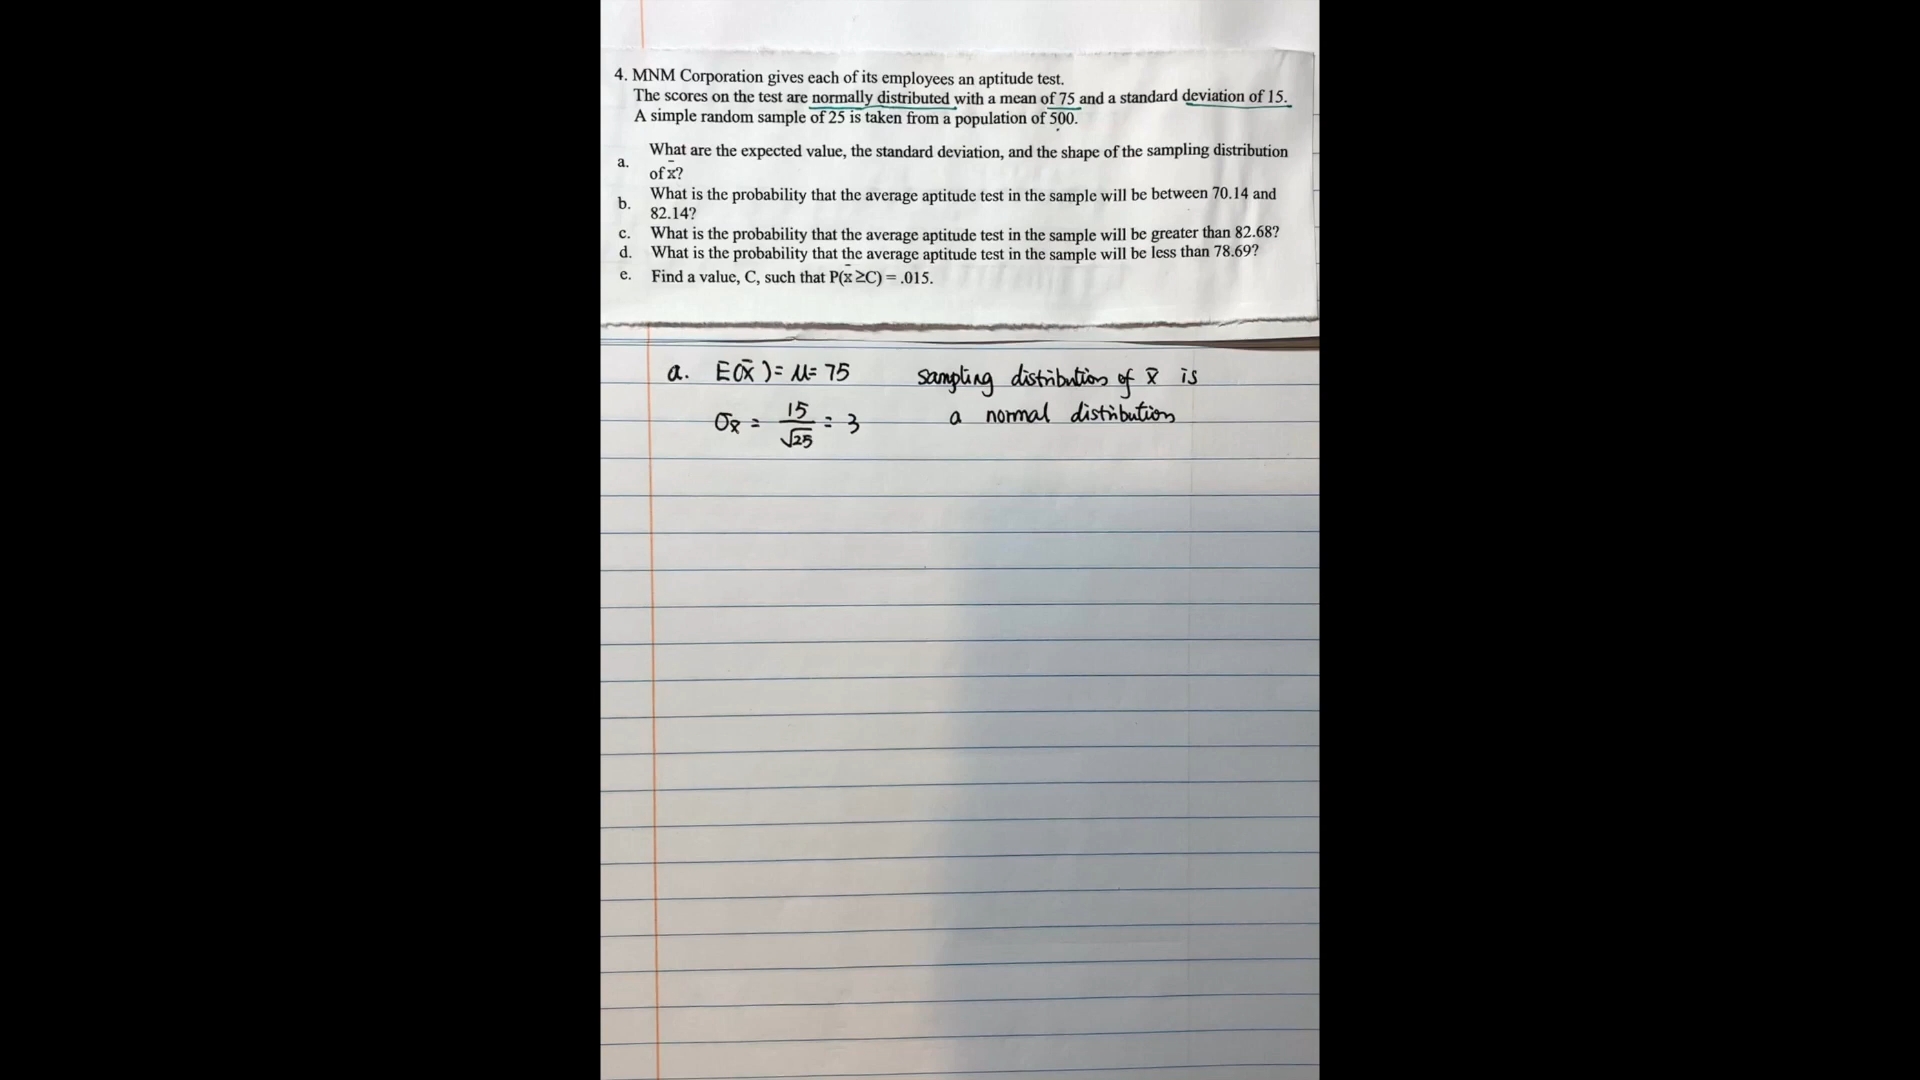 4. MNM Corporation gives each of its employees an aptitude test.
The scores on the test are normally distributed with a mean of 75 and a standard deviation of 15.
A simple random sample of 25 is taken from a population of 500.
a. What are the expected value, the standard deviation, and the shape of the sampling distribution
of x̄?
b. What is the probability that the average aptitude test in the sample will be between 70.14 and
82.14?
c. What is the probability that the average aptitude test in the sample will be greater than 82.68?
d. What is the probability that the average aptitude test in the sample will be less than 78.69?
e. Find a value, C, such that P(x̄ ≥C) = .015.
a. E(x̄) = μ = 75 sampling distribution of x̄ is
σx̄ = 15/√25 = 3 a normal distribution